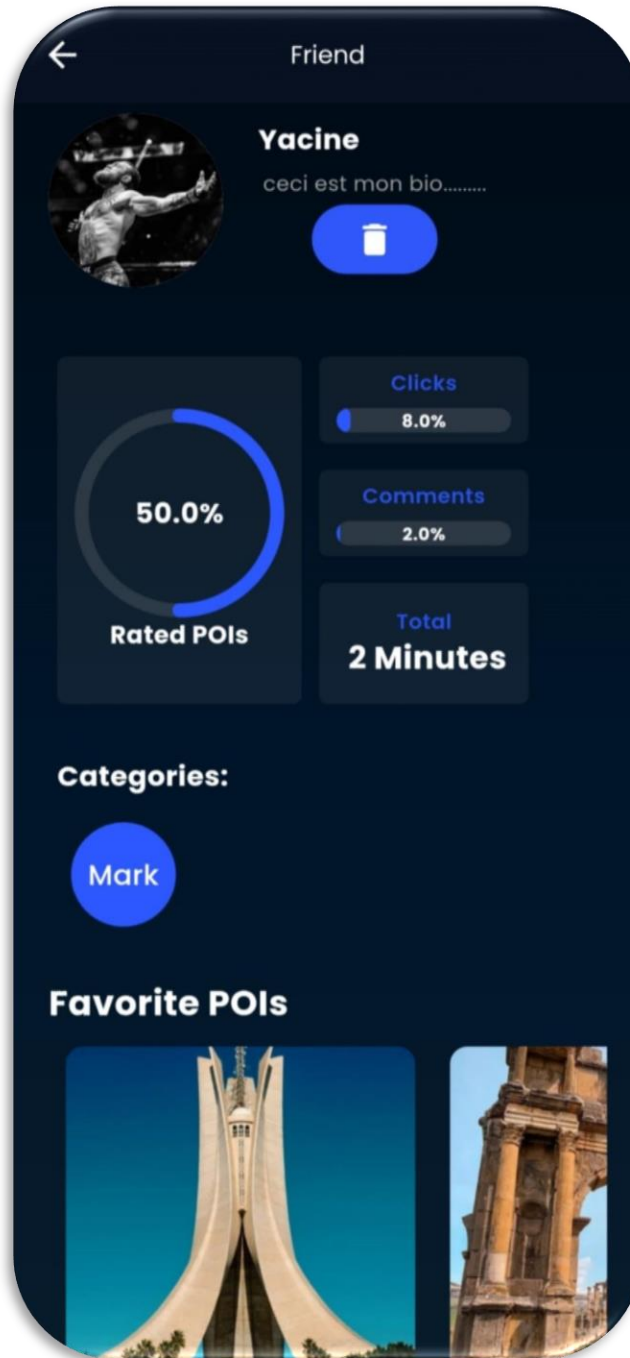 Friend
Yacine
ceci est mon bio.........
50.0%
Rated POIs
Clicks
8.0%
Comments
2.0%
Total
2 Minutes
Categories:
Mark
Favorite POIs